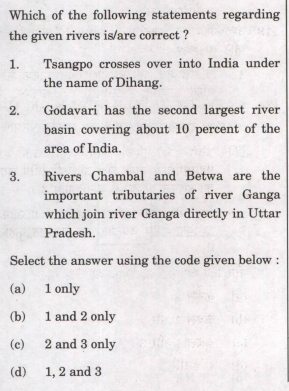 Which of the following statements regarding
the given rivers is/are correct ?
1. Tsangpo crosses over into India under
the name of Dihang.
2. Godavari has the second largest river
basin covering about 10 percent of the
area of India.
3. Rivers Chambal and Betwa are the
important tributaries of river Ganga
which join river Ganga directly in Uttar
Pradesh.
Select the answer using the code given below :
(a) 1 only
(b) 1 and 2 only
(c) 2 and 3 only
(d) 1, 2 and 3